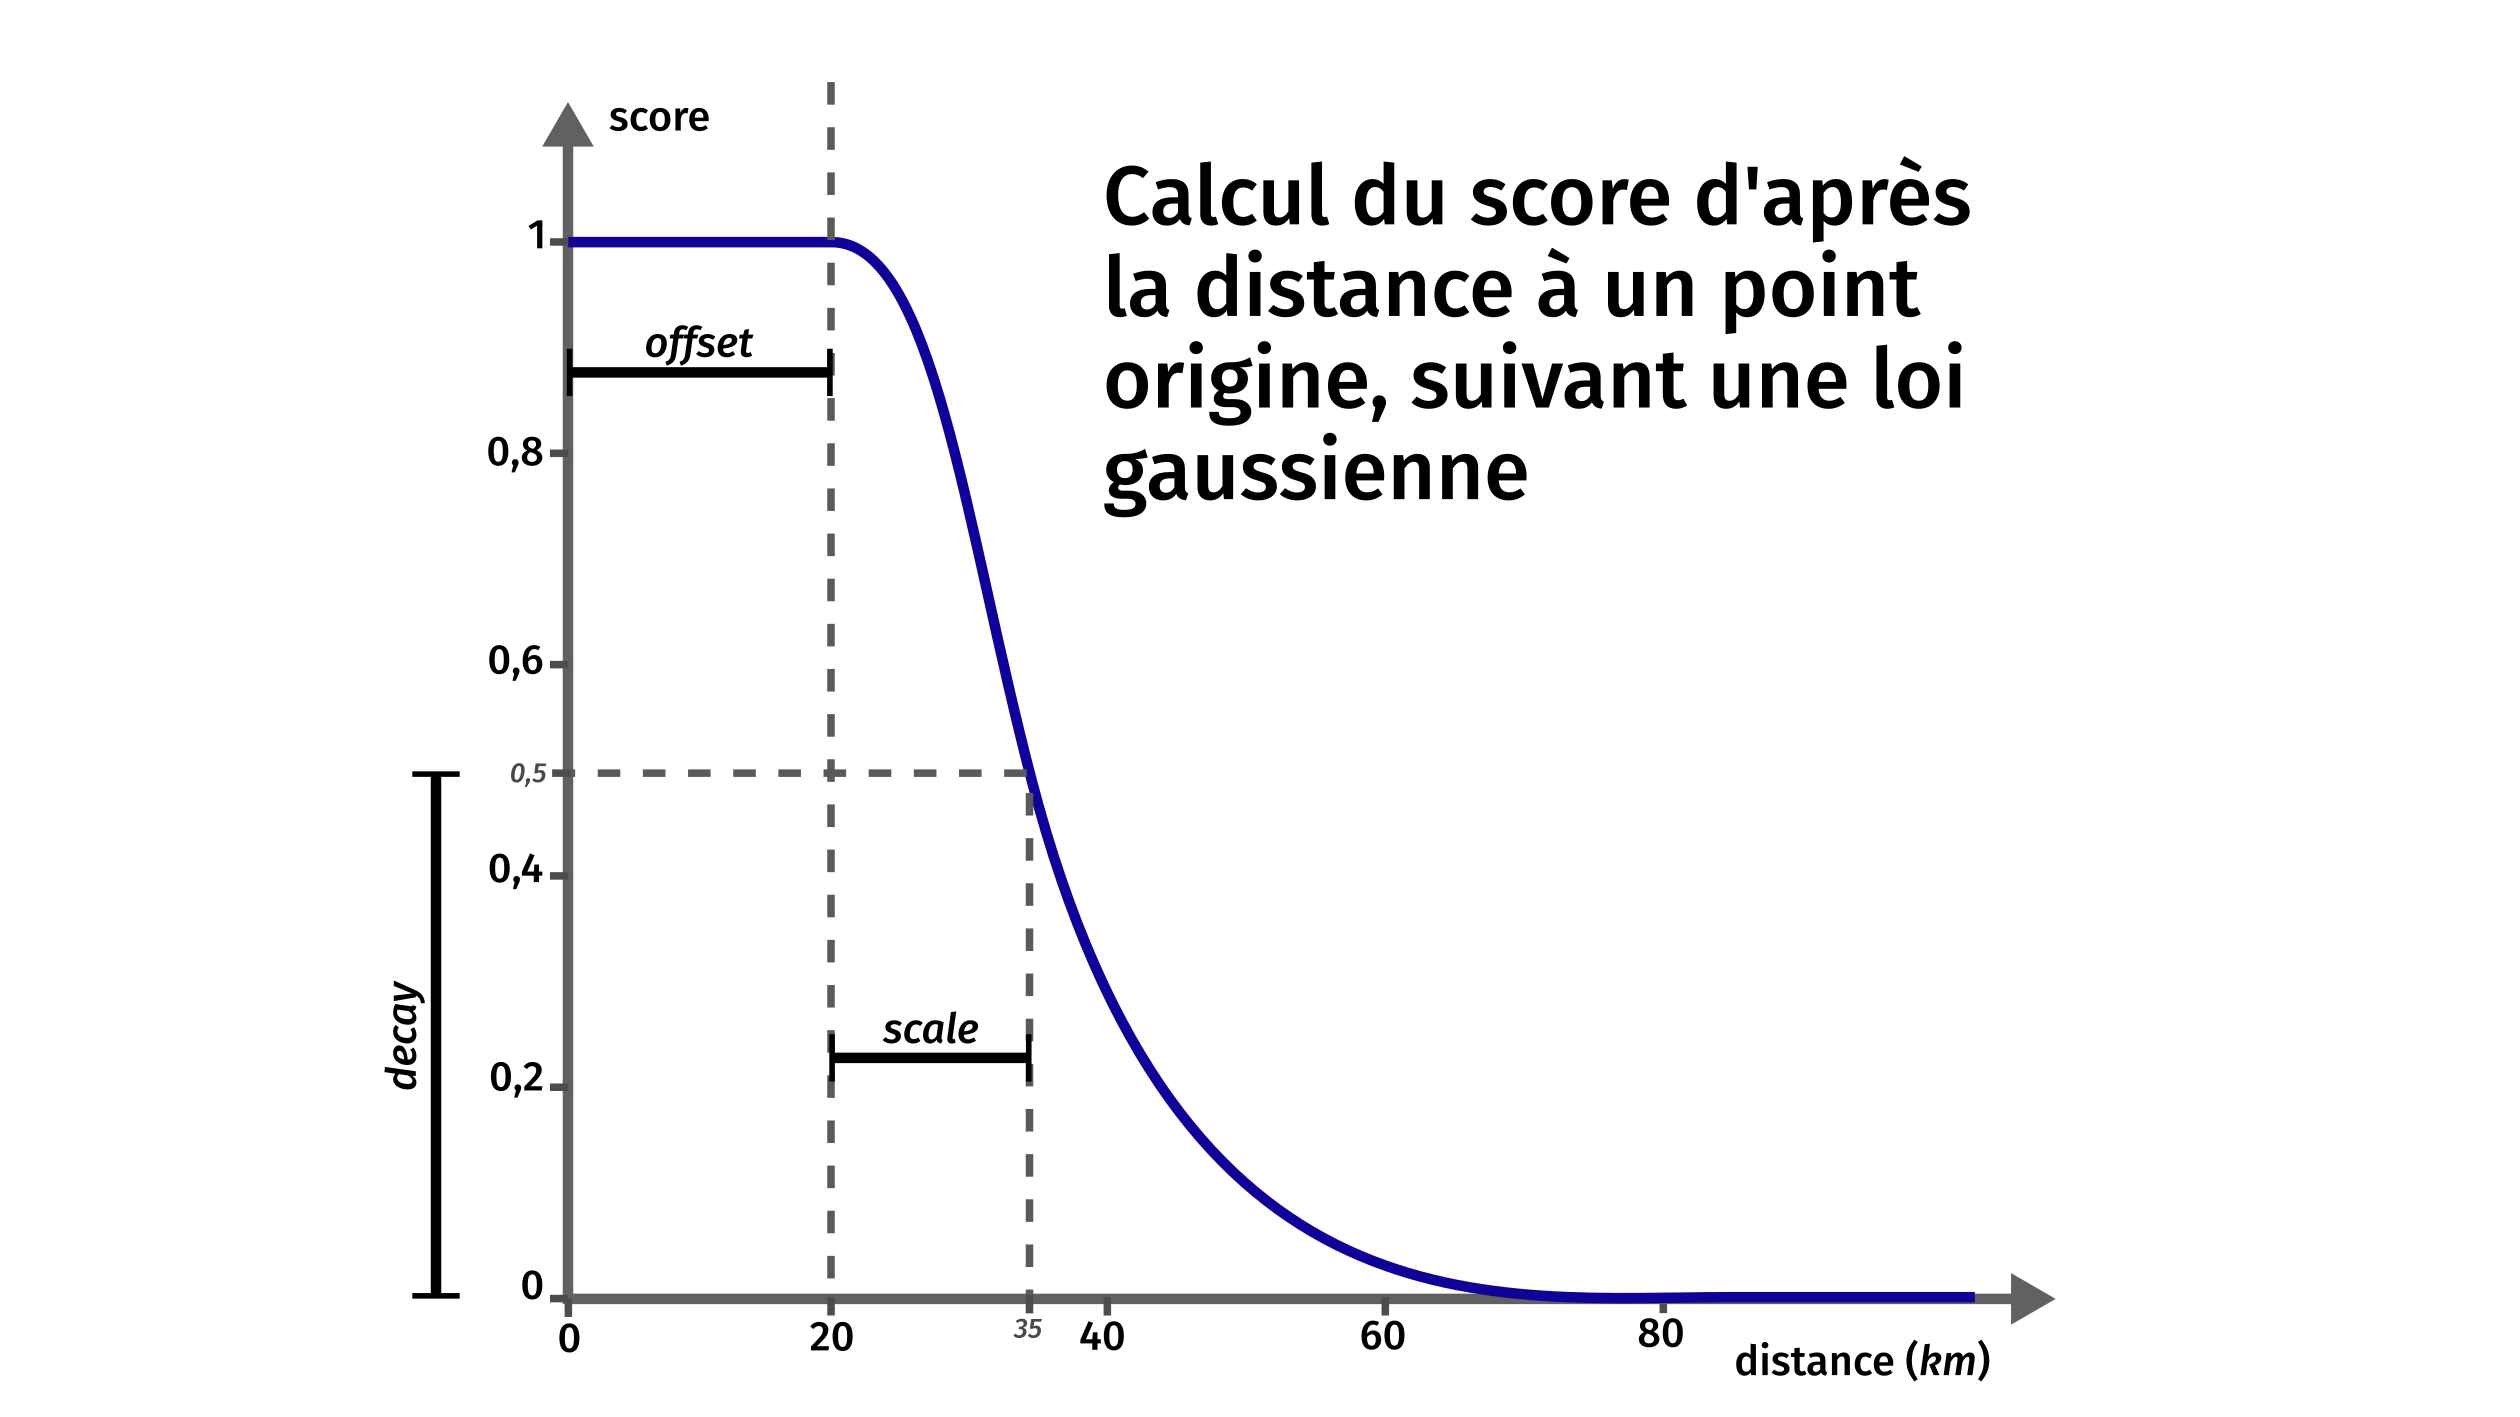 score
Calcul du score d'après
la distance à un point
origine, suivant une loi
gaussienne
1
offset
0,8
0,6
0,5
0,4
decay
scale
0,2
0
0
20
35
40
60
80
distance (km)